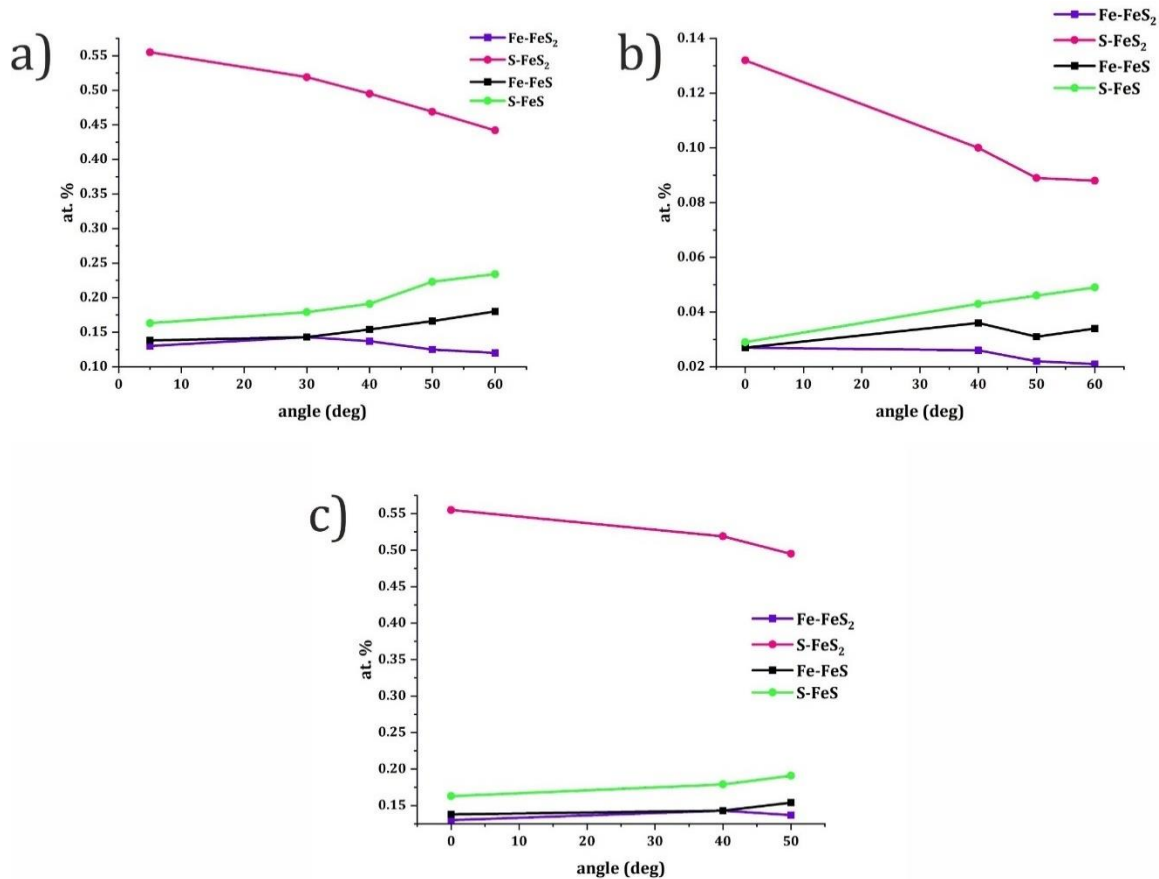 a)
Fe-FeS₂
S-FeS₂
Fe-FeS
S-FeS
0.55
0.50
0.45
0.40
0.35
0.30
0.25
0.20
0.15
0.10
at. %
0 10 20 30 40 50 60
angle (deg)
b)
Fe-FeS₂
S-FeS₂
Fe-FeS
S-FeS
0.14
0.12
0.10
0.08
0.06
0.04
0.02
at. %
0 10 20 30 40 50 60
angle (deg)
c)
Fe-FeS₂
S-FeS₂
Fe-FeS
S-FeS
0.55
0.50
0.45
0.40
0.35
0.30
0.25
0.20
0.15
at. %
0 10 20 30 40 50
angle (deg)